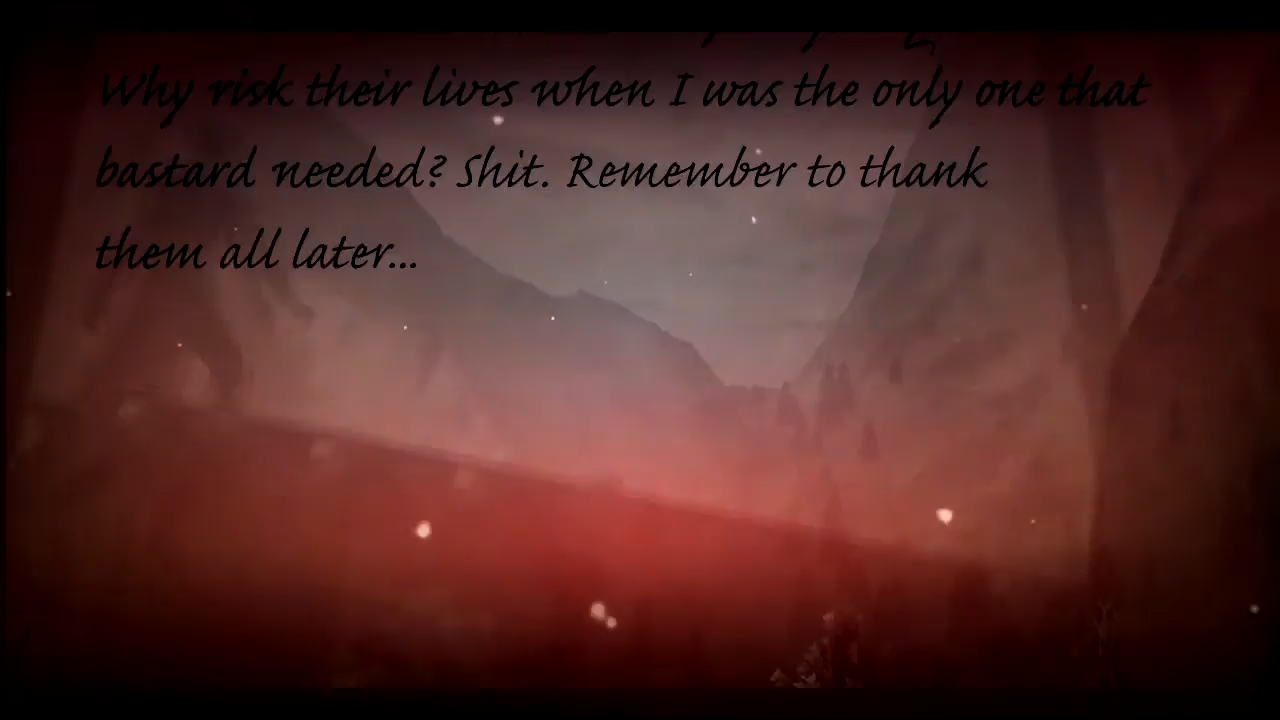 Why risk their lives when I was the only one that
bastard needed? Shit. Remember to thank
them all later...